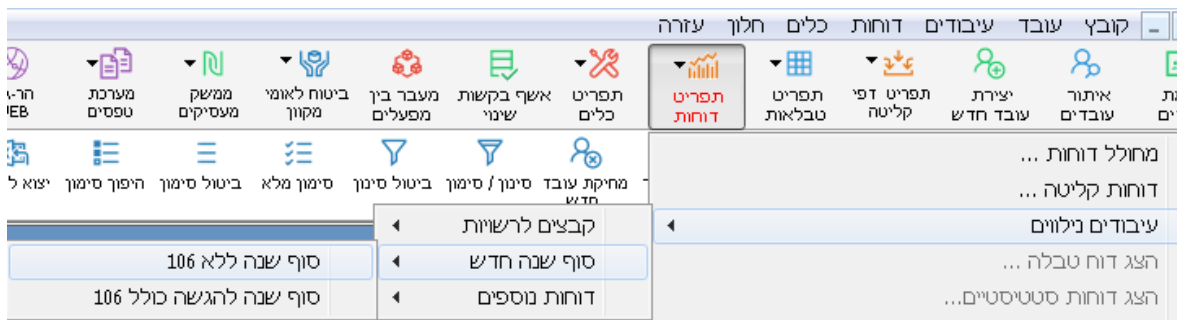 קובץ עובד עיבודים דוחות כלים חלון עזרה
איתור עובדים
יצירת עובד חדש
תפריט דפי קליטה
תפריט טבלאות
תפריט דוחות
תפריט כלים
אשף בקשות שינוי
מעבר בין מפעלים
ביטוח לאומי מקוון
ממשק מעסיקים
מערכת טפסים
מחיקת עובד חדש
סינון / סימון
ביטול סינון
סימון מלא
ביטול סימון
היפוך סימון
מחולל דוחות ...
דוחות קליטה ...
עיבודים נילווים
הצג דוח טבלה ...
הצג דוחות סטטיסטיים...
קבצים לרשויות
סוף שנה חדש
דוחות נוספים
סוף שנה ללא 106
סוף שנה להגשה כולל 106